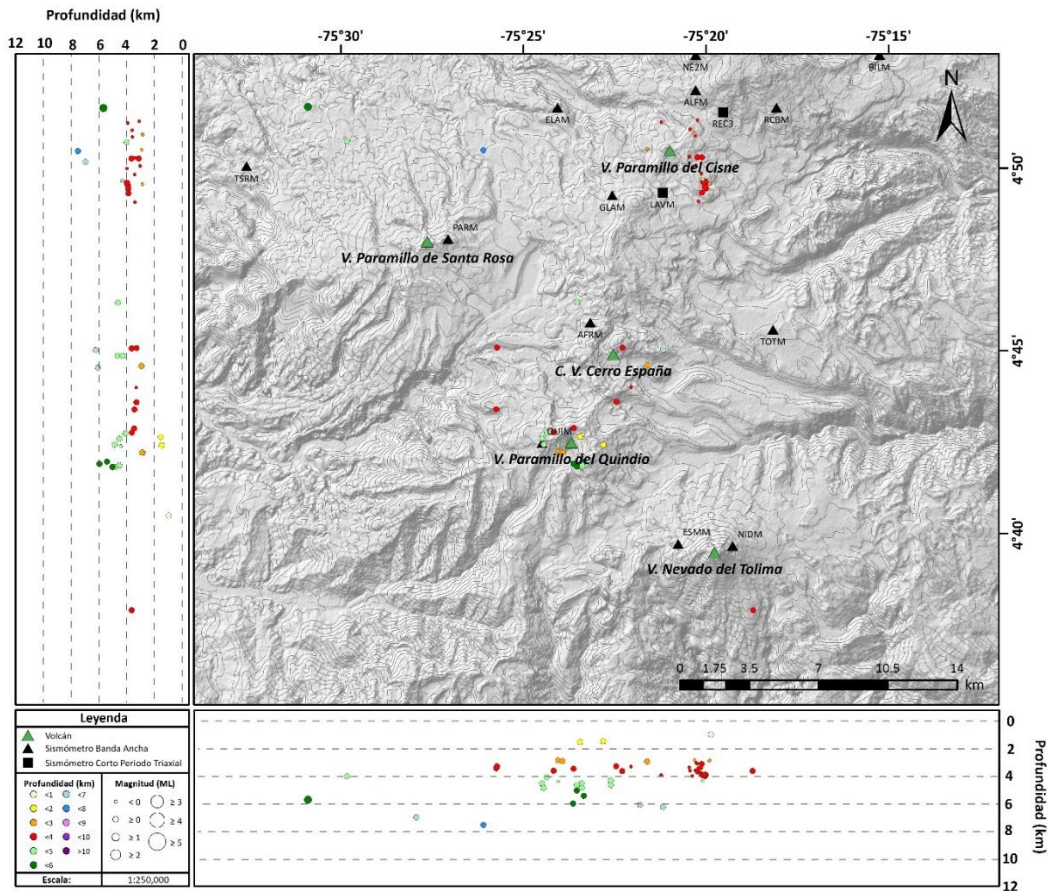 Profundidad (km)
12 10 8 6 4 2 0
-75°30' -75°25' -75°20' -75°15'
NE2M
BILM
ALFM
N
ELAM
REC3
RCBM
4°50'
TSRM
V. Paramillo del Cisne
LAVM
GLAM
PARM
V. Paramillo de Santa Rosa
AFRM
TOTM
4°45'
C. V. Cerro España
V. Paramillo del Quindio
4°40'
ESMM
NIDM
V. Nevado del Tolima
0 1.75 3.5 7 10.5 14
km
Leyenda
Volcán
Sismómetro Banda Ancha
Sismómetro Corto Periodo Triaxial
Profundidad (km)
<1 <7
<2 <8
<3 <9
<4 <10
<5 >10
<6
Magnitud (ML)
< 0 ≥ 3
≥ 0 ≥ 4
≥ 1 ≥ 5
≥ 2
Escala: 1:250,000
0
2
4
6
8
10
12
Profundidad (km)